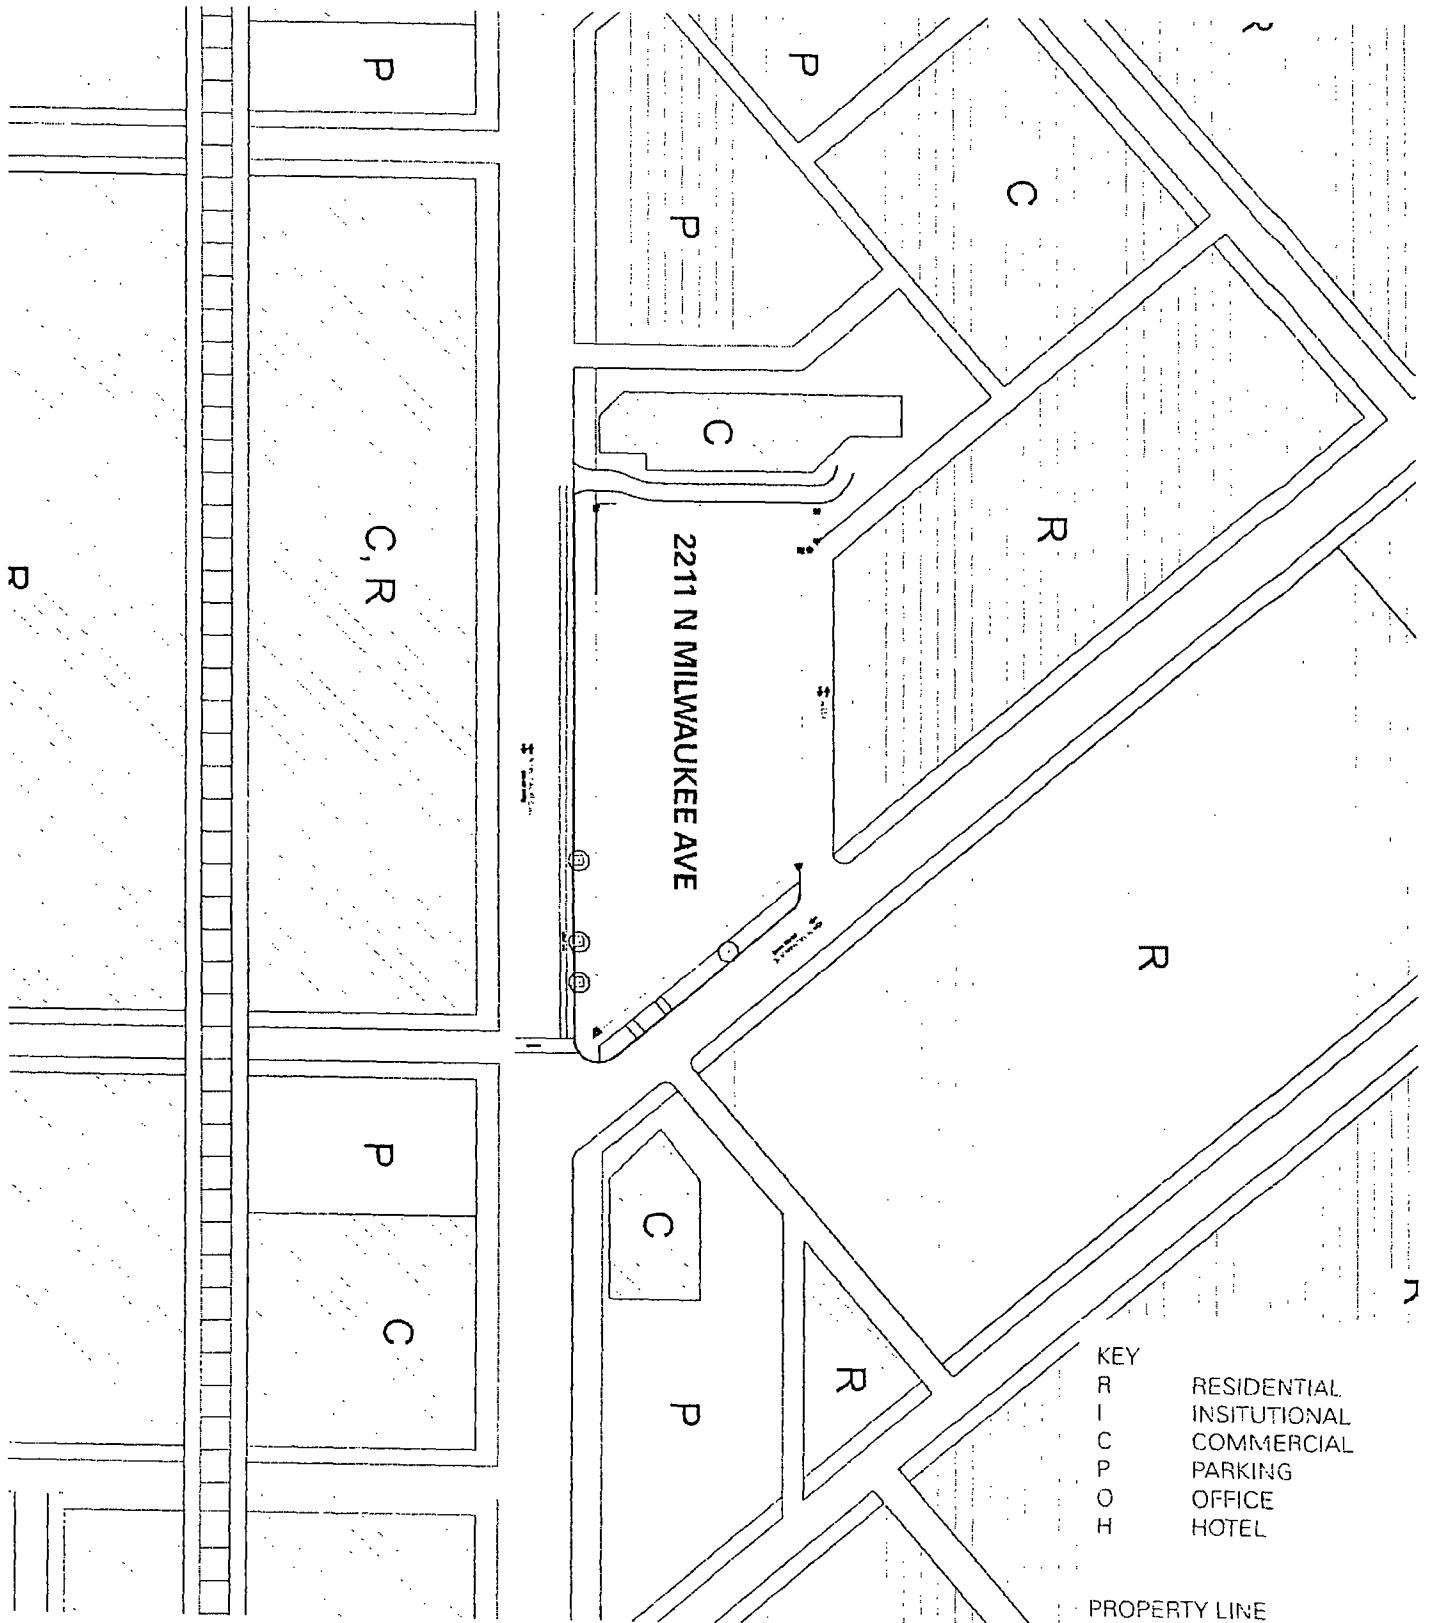 R
P
P
C
P
C
C, R
R
R
2211 N MILWAUKEE AVE
R
P
C
C
R
P
R
KEY
R RESIDENTIAL
I INSITUTIONAL
C COMMERCIAL
P PARKING
O OFFICE
H HOTEL
PROPERTY LINE